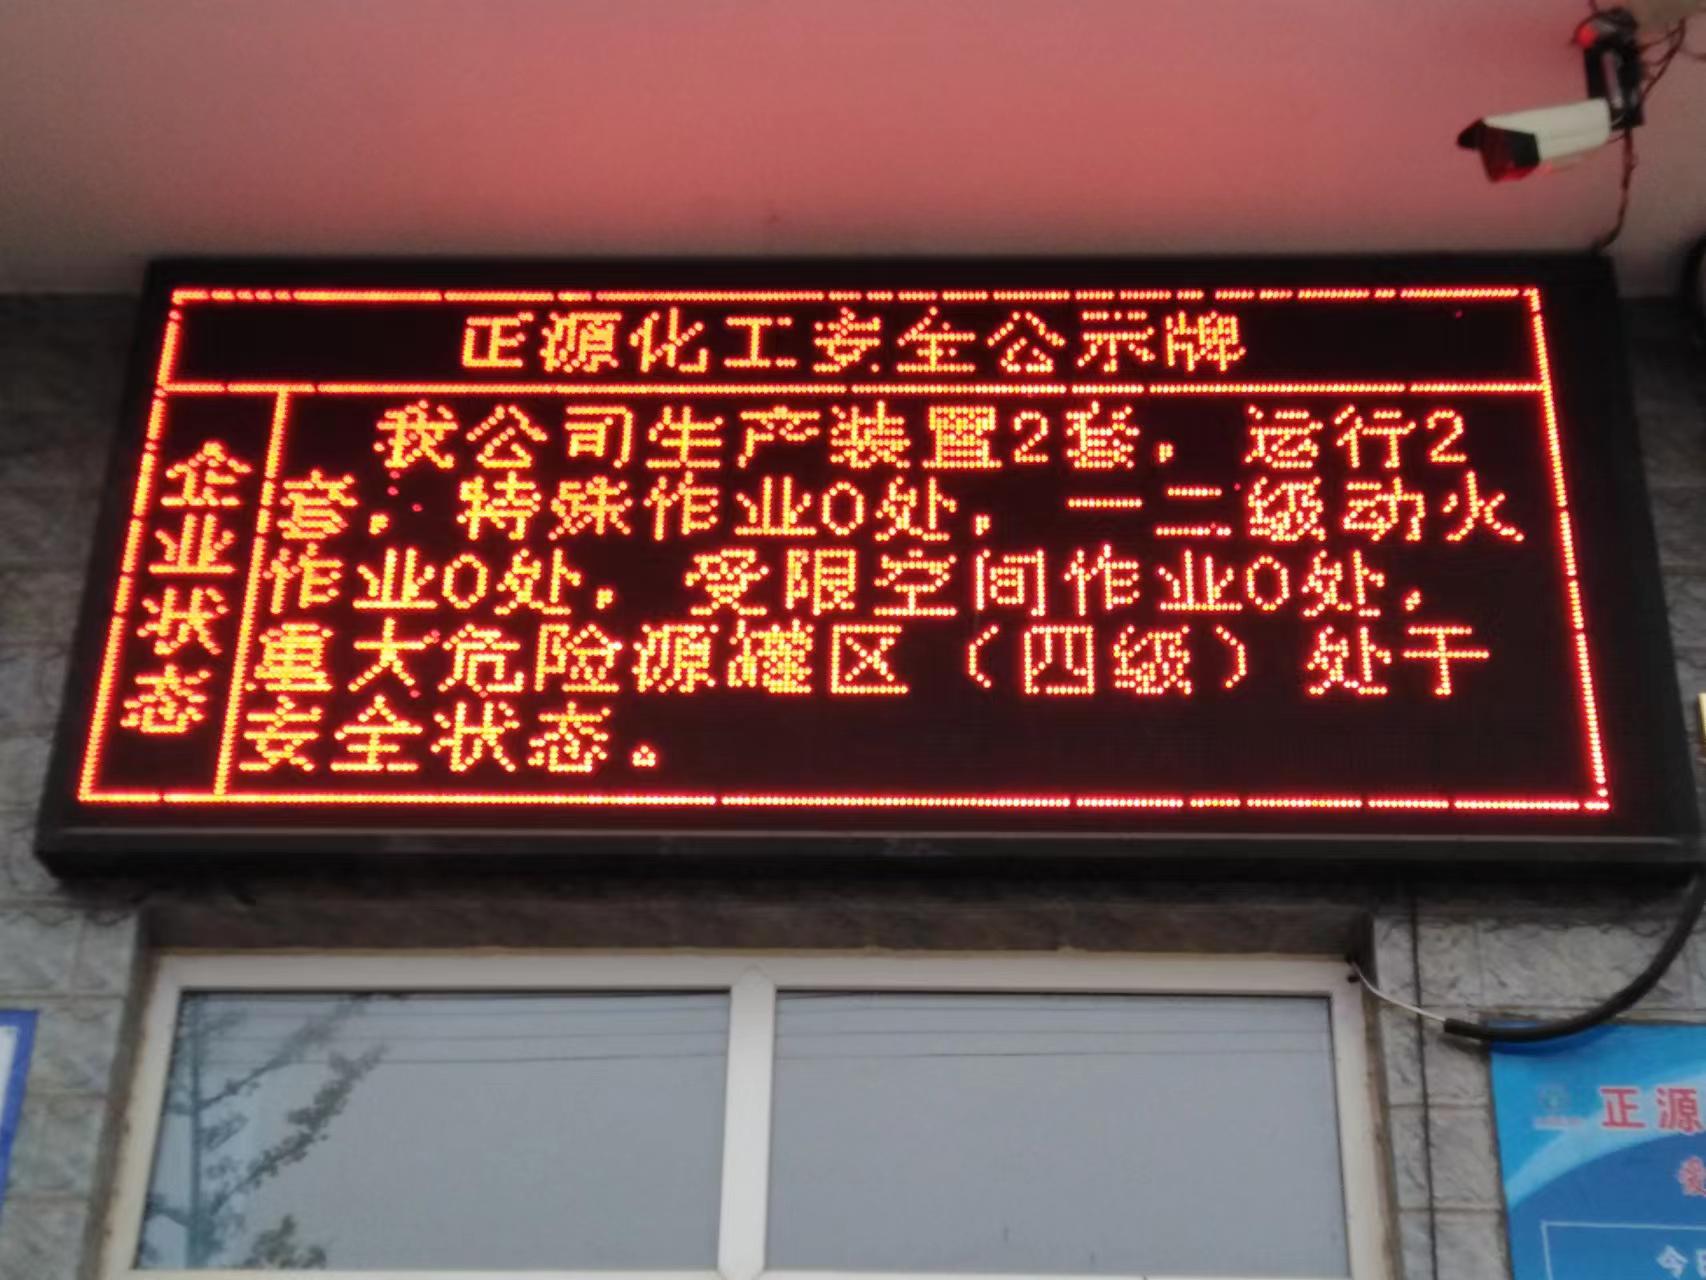 正源化工安全公示牌
企业状态
我公司生产装置2套，运行2
套，特殊作业0处，一二级动火
作业0处，受限空间作业0处，
重大危险源罐区（四级）处于
安全状态。
正源
今